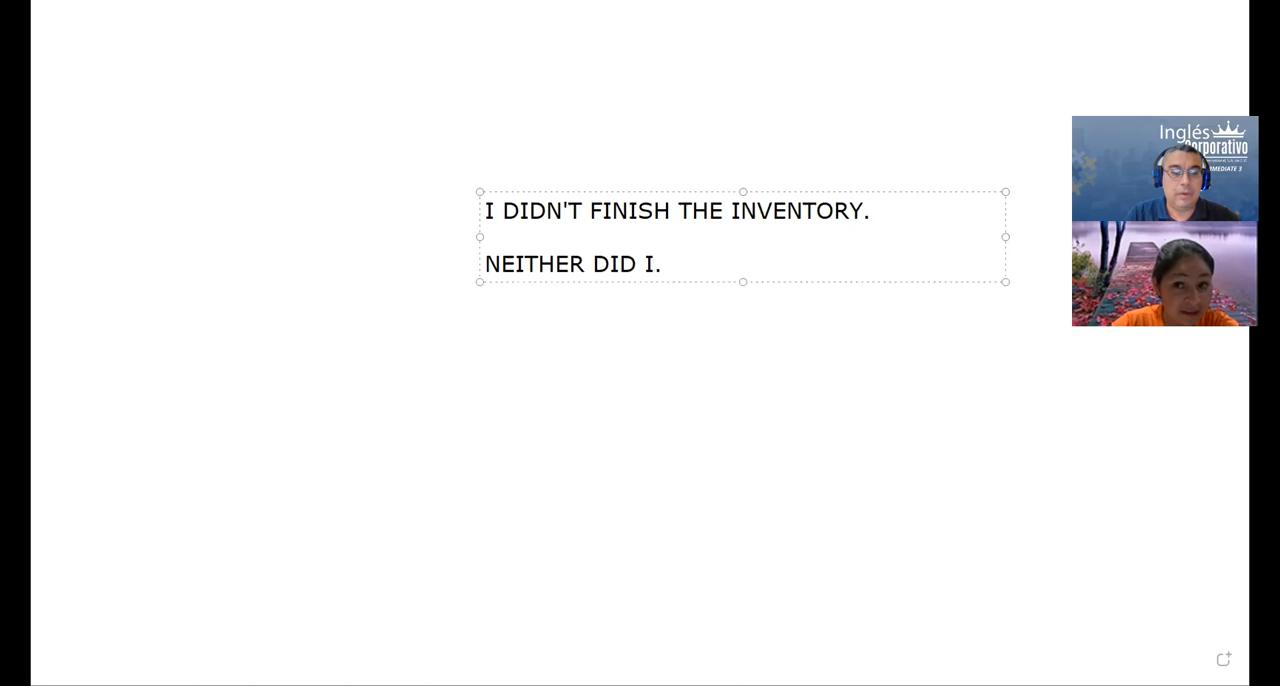 I DIDN'T FINISH THE INVENTORY.
NEITHER DID I.
Inglés
Corporativo